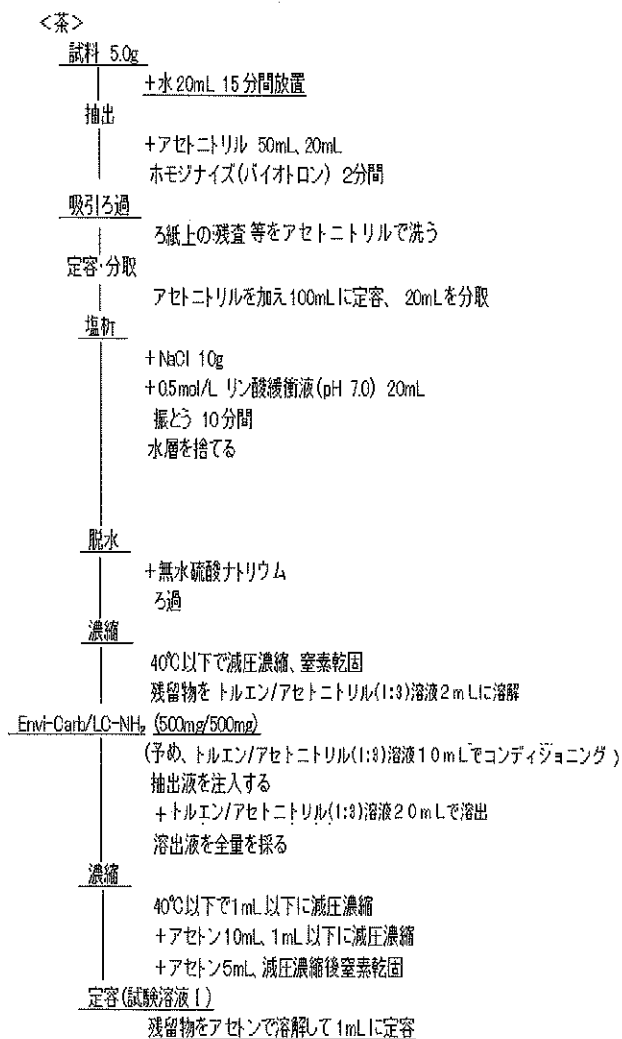 <茶>
試料 5.0g
+水20mL 15分間放置
抽出
+アセトニトリル 50mL、20mL
ホモジナイズ(バイオトロン) 2分間
吸引ろ過
ろ紙上の残査等をアセトニトリルで洗う
定容・分取
アセトニトリルを加え100mLに定容、20mLを分取
塩析
+NaCl 10g
+0.5mol/L リン酸緩衝液(pH 7.0) 20mL
振とう 10分間
水層を捨てる
脱水
+無水硫酸ナトリウム
ろ過
濃縮
40℃以下で減圧濃縮、窒素乾固
残留物をトルエン/アセトニトリル(1:3)溶液2mLに溶解
Envi-Carb/LC-NH₂ (500mg/500mg)
(予め、トルエン/アセトニトリル(1:3)溶液10mLでコンディショニング)
抽出液を注入する
+トルエン/アセトニトリル(1:3)溶液20mLで溶出
溶出液を全量を採る
濃縮
40℃以下で1mL以下に減圧濃縮
+アセトン10mL、1mL以下に減圧濃縮
+アセトン5mL、減圧濃縮後窒素乾固
定容(試験溶液Ⅰ)
残留物をアセトンで溶解して1mLに定容